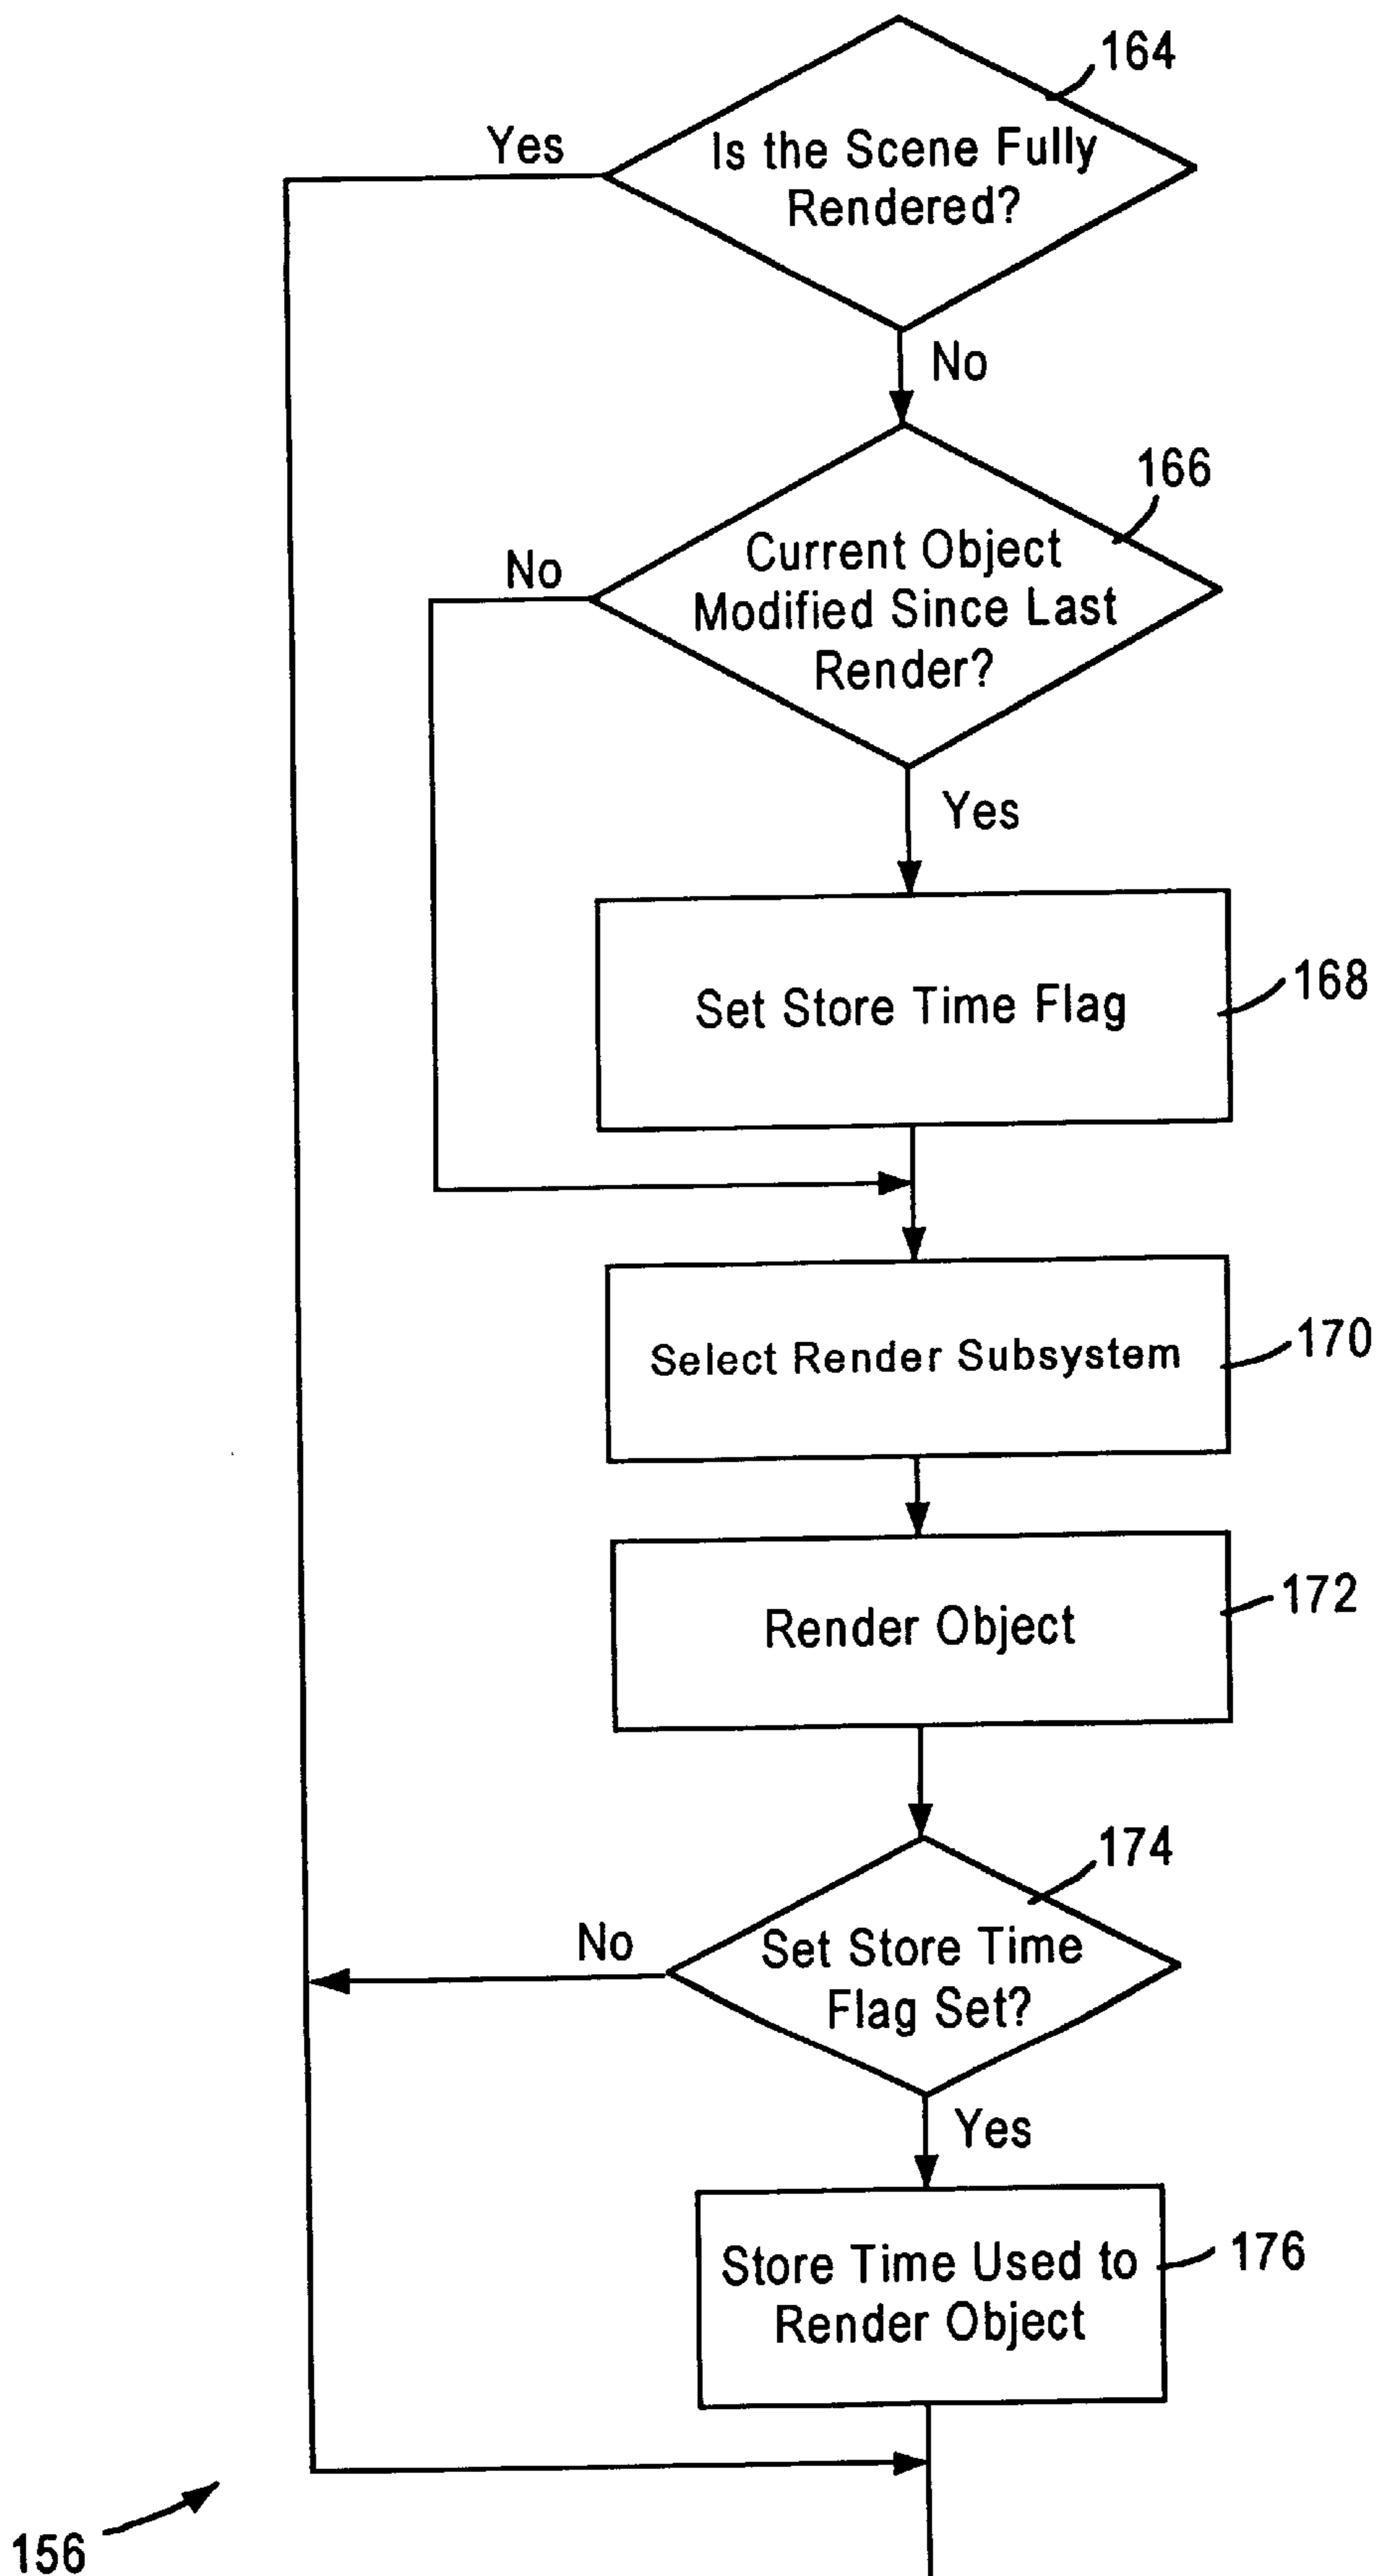 164
Yes
Is the Scene Fully
Rendered?
No
166
No
Current Object
Modified Since Last
Render?
Yes
Set Store Time Flag
168
Select Render Subsystem
170
Render Object
172
174
No
Set Store Time
Flag Set?
Yes
Store Time Used to
Render Object
176
156